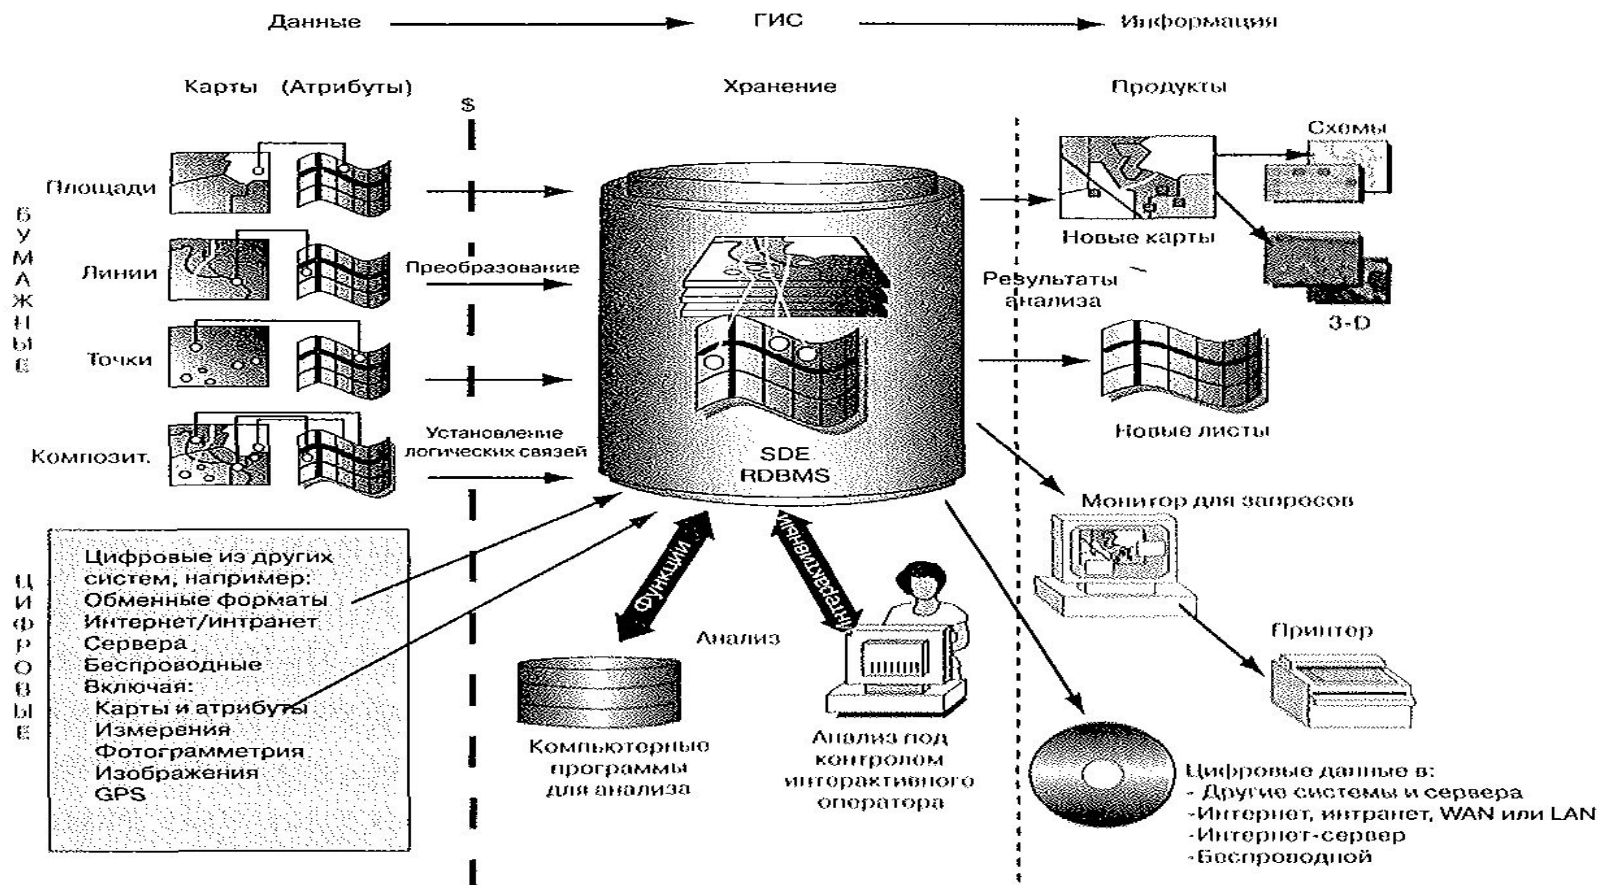 Данные
ГИС
Информация
Карты (Атрибуты)
$
Хранение
Продукты
БУМАЖНЫЕ
Площади
Линии
Точки
Композит.
Преобразование
Установление
логических связей
SDE
RDBMS
Схемы
Новые карты
3-D
Результаты
анализа
Новые листы
Монитор для запросов
Принтер
ЦИФРОВЫЕ
Цифровые из других
систем, например:
Обменные форматы
Интернет/интранет
Сервера
Беспроводные
Включая:
Карты и атрибуты
Измерения
Фотограмметрия
Изображения
GPS
Функции
Интерактивный
Анализ
Компьютерные
программы
для анализа
Анализ под
контролем
интерактивного
оператора
Цифровые данные в:
- Другие системы и сервера
-Интернет, интранет, WAN или LAN
-Интернет-сервер
-Беспроводной